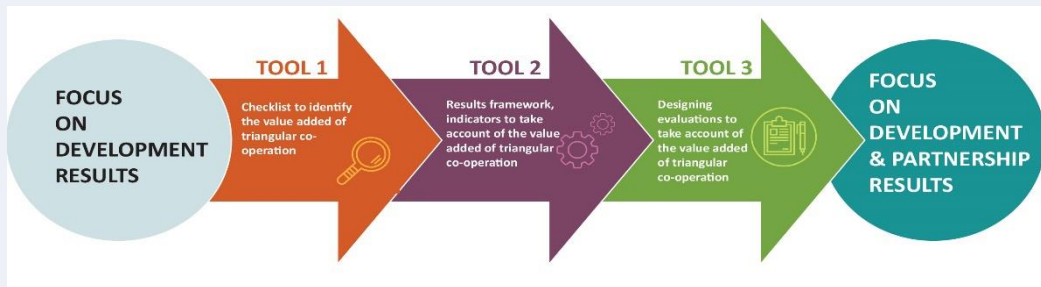 FOCUS
ON
DEVELOPMENT
RESULTS
TOOL 1
Checklist to identify
the value added of
triangular co-
operation
TOOL 2
Results framework,
indicators to take
account of the value
added of triangular
co-operation
TOOL 3
Designing
evaluations to
take account of
the value added
of triangular
co-operation
FOCUS
ON
DEVELOPMENT
& PARTNERSHIP
RESULTS